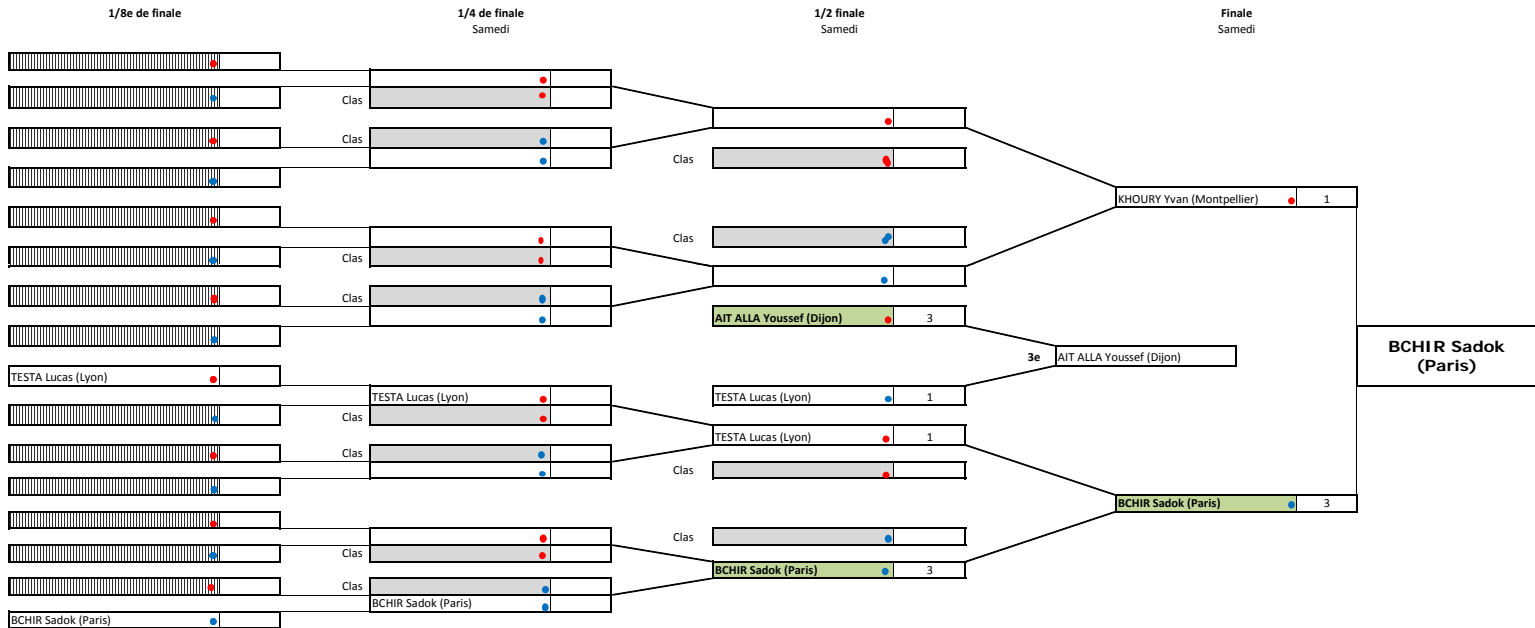 1/8e de finale
1/4 de finale
1/2 finale
Finale
Samedi
Samedi
Samedi
Clas
Clas
Clas
KHOURY Yvan (Montpellier) 1
Clas
Clas
Clas
AIT ALLA Youssef (Dijon) 3
3e AIT ALLA Youssef (Dijon)
BCHIR Sadok
(Paris)
TESTA Lucas (Lyon)
TESTA Lucas (Lyon)
TESTA Lucas (Lyon) 1
Clas
TESTA Lucas (Lyon) 1
Clas
Clas
BCHIR Sadok (Paris) 3
Clas
Clas
BCHIR Sadok (Paris) 3
Clas
BCHIR Sadok (Paris)
BCHIR Sadok (Paris)